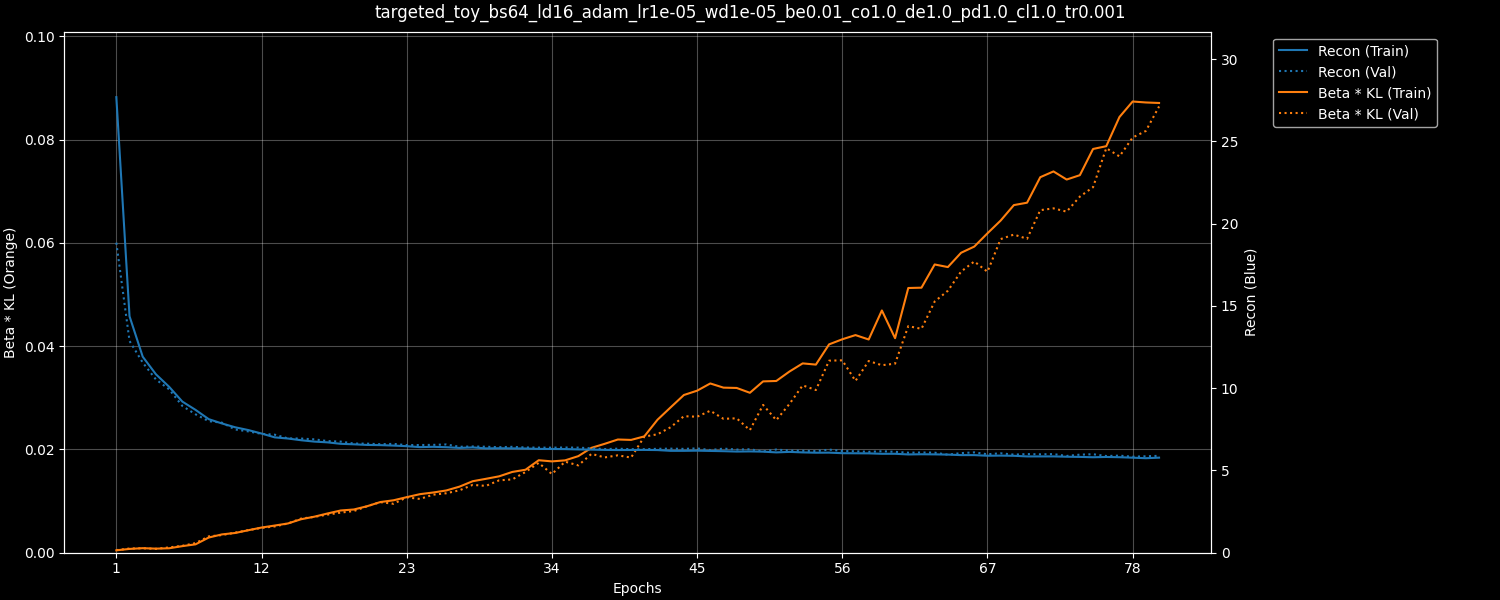 targeted_toy_bs64_ld16_adam_lr1e-05_wd1e-05_be0.01_co1.0_de1.0_pd1.0_cl1.0_tr0.001
Beta * KL (Orange)
0.10
0.08
0.06
0.04
0.02
0.00
1
12
23
34
45
56
67
78
Epochs
30
25
20
15
10
5
0
Recon (Blue)
Recon (Train)
Recon (Val)
Beta * KL (Train)
Beta * KL (Val)